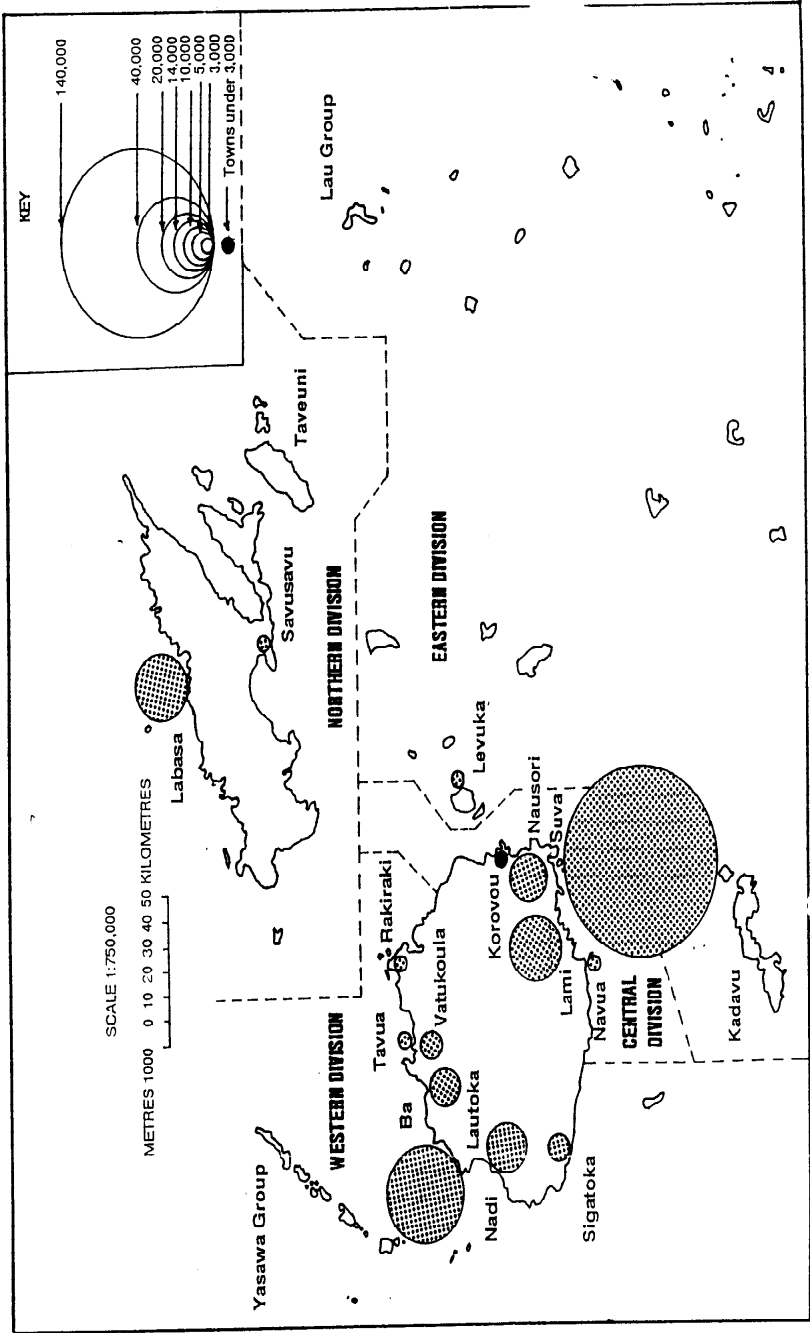 KEY
140,000
40,000
20,000
14,000
10,000
5,000
3,000
Towns under
3,000
SCALE 1:750,000
METRES 1000 0 10 20 30 40 50 KILOMETRES
Yasawa Group
WESTERN DIVISION
Labasa
Savusavu
Taveuni
NORTHERN DIVISION
Lau Group
EASTERN DIVISION
Tavua
Rakiraki
Vatukoula
Ba
Lautoka
Nadi
Sigatoka
Levuka
Korovou
Nausori
Suva
Lami
Navua
CENTRAL
DIVISION
Kadavu